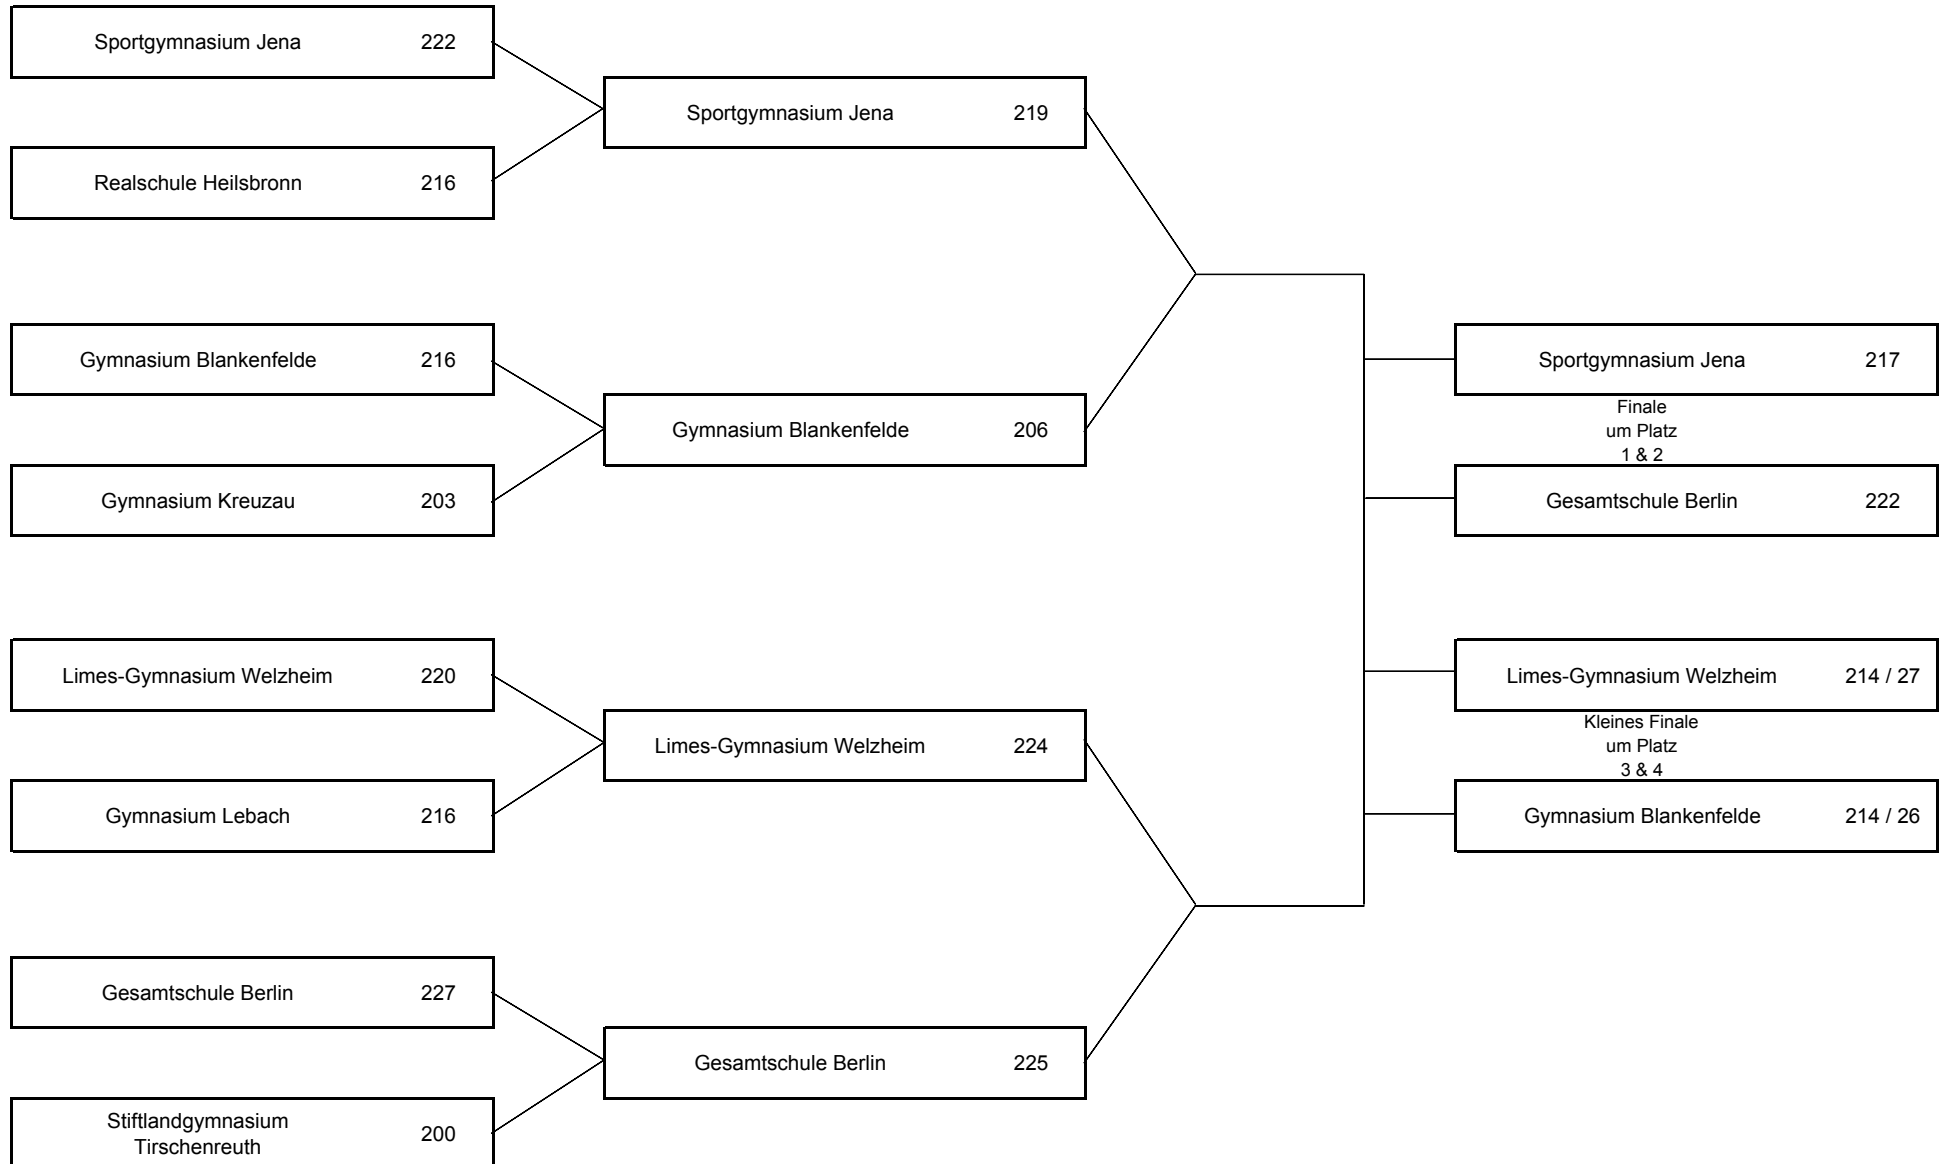 Sportgymnasium Jena 222
Sportgymnasium Jena 219
Realschule Heilsbronn 216
Gymnasium Blankenfelde 216
Sportgymnasium Jena 217
Finale
um Platz
1 & 2
Gymnasium Blankenfelde 206
Gymnasium Kreuzau 203
Gesamtschule Berlin 222
Limes-Gymnasium Welzheim 220
Limes-Gymnasium Welzheim 214 / 27
Kleines Finale
um Platz
3 & 4
Limes-Gymnasium Welzheim 224
Gymnasium Lebach 216
Gymnasium Blankenfelde 214 / 26
Gesamtschule Berlin 227
Gesamtschule Berlin 225
Stiftlandgymnasium
Tirschenreuth 200